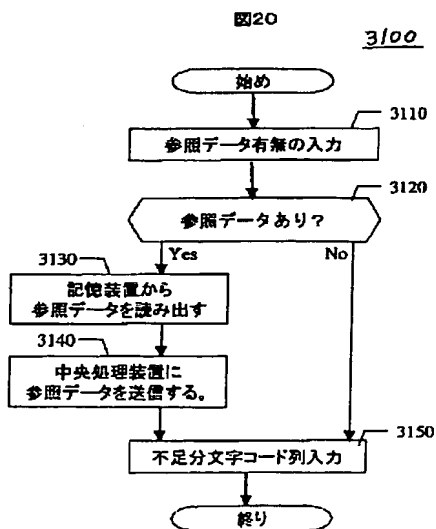 図20
3100
始め
3110
参照データ有無の入力
3120
参照データあり?
Yes
No
3130
記憶装置から
参照データを読み出す
3140
中央処理装置に
参照データを送信する。
3150
不足分文字コード列入力
終り